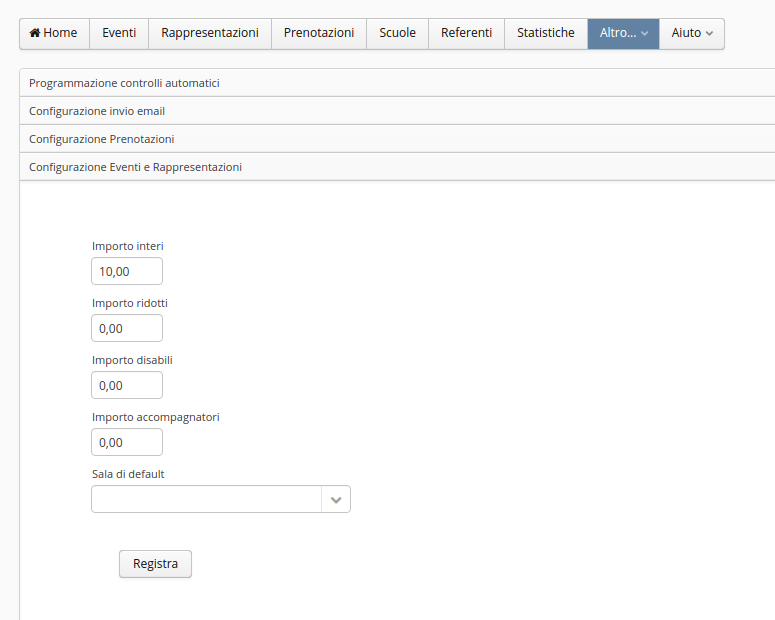 Home Eventi Rappresentazioni Prenotazioni Scuole Referenti Statistiche Altro... Aiuto
Programmazione controlli automatici
Configurazione invio email
Configurazione Prenotazioni
Configurazione Eventi e Rappresentazioni
Importo interi
10,00
Importo ridotti
0,00
Importo disabili
0,00
Importo accompagnatori
0,00
Sala di default
Registra